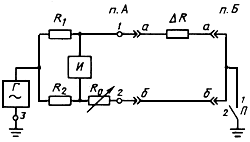 п. А п. Б
R₁ 1 а ΔR а
И
Г R₂ R₀ 2 б б 1
3 2 П